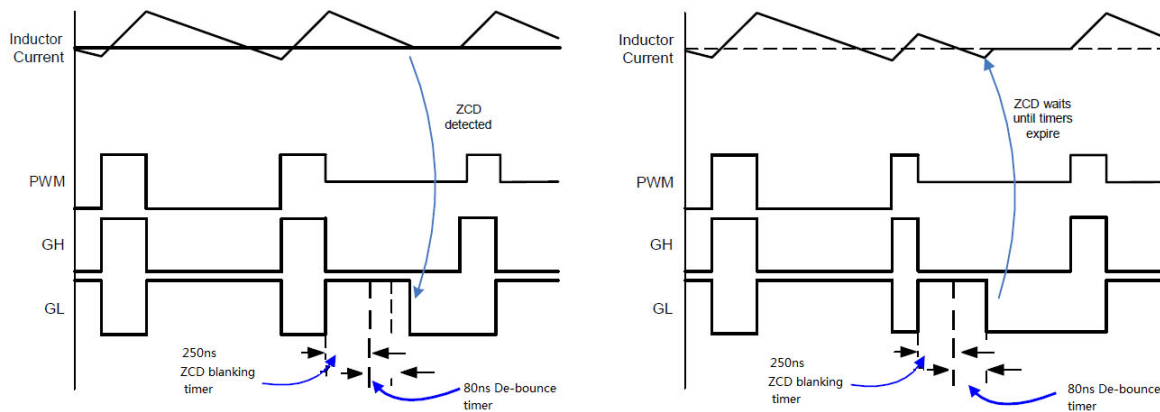 Inductor
Current
ZCD
detected
PWM
GH
GL
250ns
ZCD blanking
timer
80ns De-bounce
timer
Inductor
Current
ZCD waits
until timers
expire
PWM
GH
GL
250ns
ZCD blanking
timer
80ns De-bounce
timer